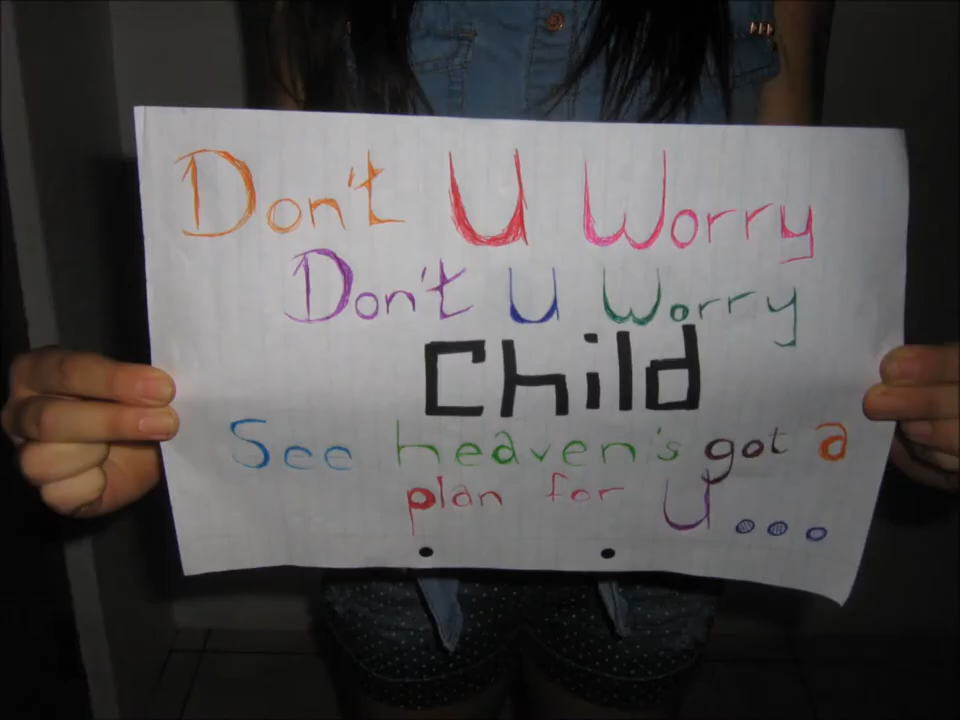 Don't U Worry
Don't U Worry
Child
See heaven's got a
plan for U...